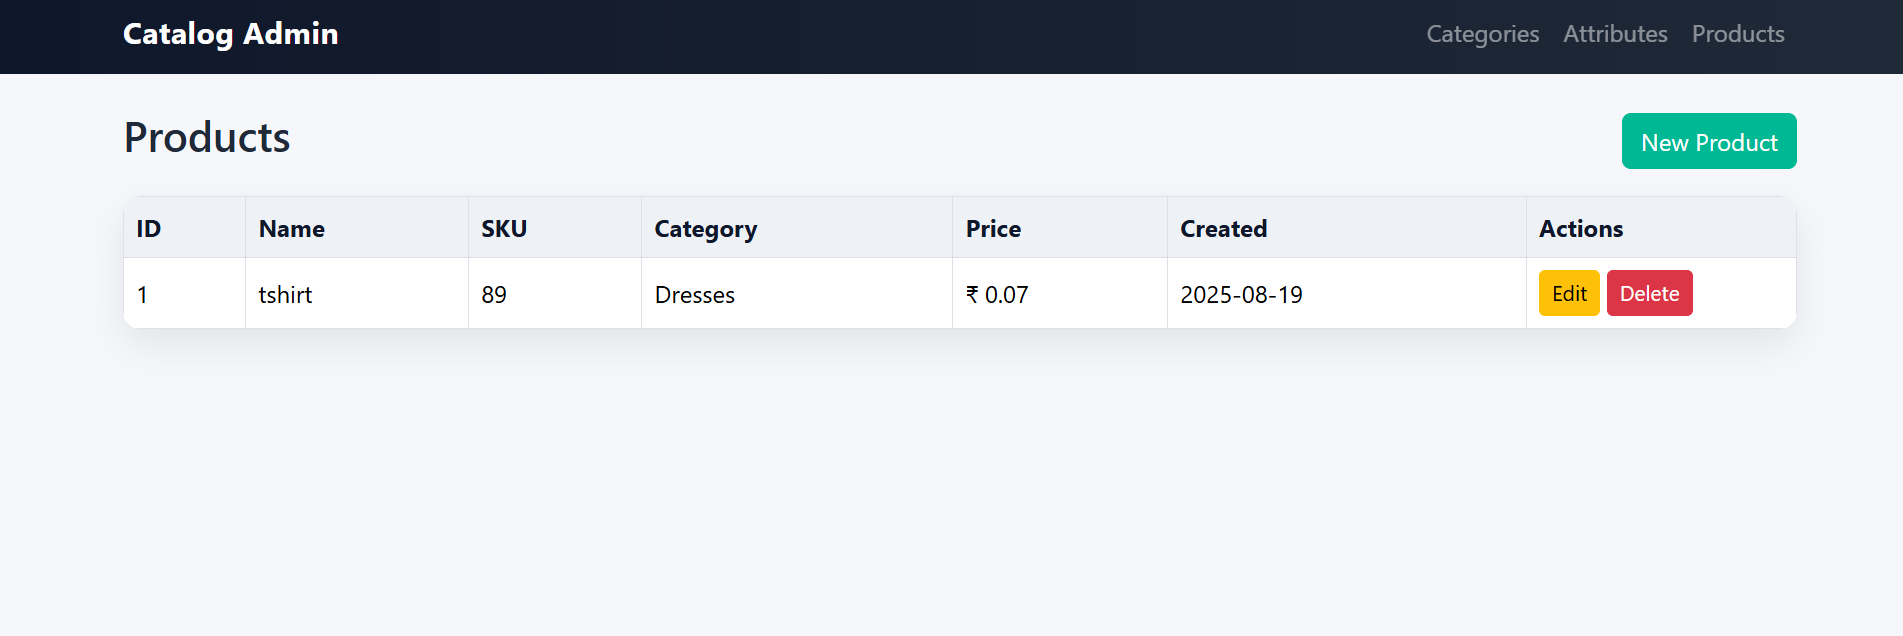 Catalog Admin Categories Attributes Products
Products New Product
ID Name SKU Category Price Created Actions
1 tshirt 89 Dresses ₹ 0.07 2025-08-19 Edit Delete